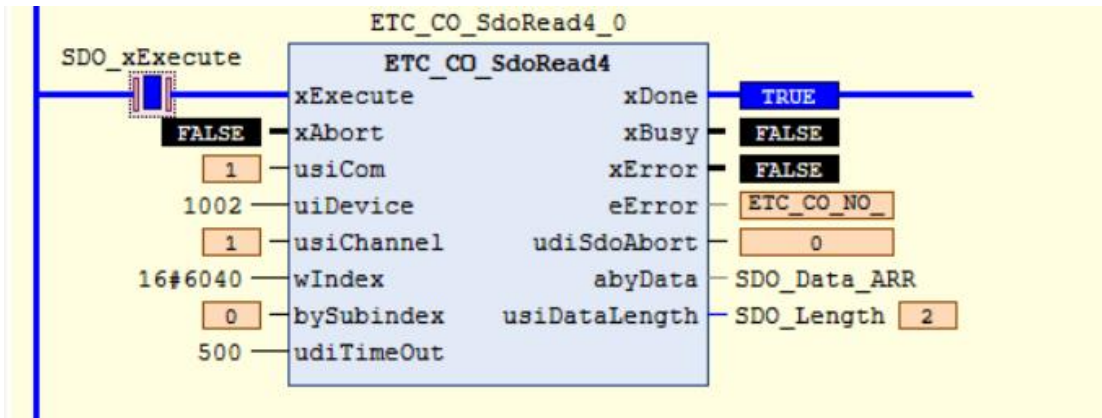 ETC_CO_SdoRead4_0
SDO_xExecute
ETC_CO_SdoRead4
xExecute xDone TRUE
FALSE xAbort xBusy FALSE
1 usiCom xError FALSE
1002 uiDevice eError ETC_CO_NO_
1 usiChannel udiSdoAbort 0
16#6040 wIndex abyData SDO_Data_ARR
0 bySubindex usiDataLength SDO_Length 2
500 udiTimeOut